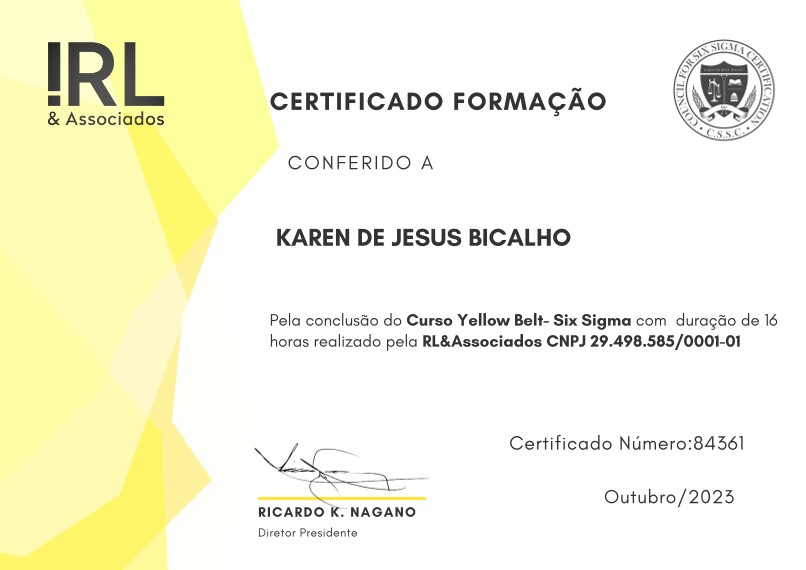 !RL
& Associados
CERTIFICADO FORMAÇÃO
COUNCIL FOR SIX SIGMA CERTIFICATION
· C.S.S.C. ·
CONFERIDO A
KAREN DE JESUS BICALHO
Pela conclusão do Curso Yellow Belt- Six Sigma com duração de 16
horas realizado pela RL&Associados CNPJ 29.498.585/0001-01
Certificado Número:84361
Outubro/2023
RICARDO K. NAGANO
Diretor Presidente